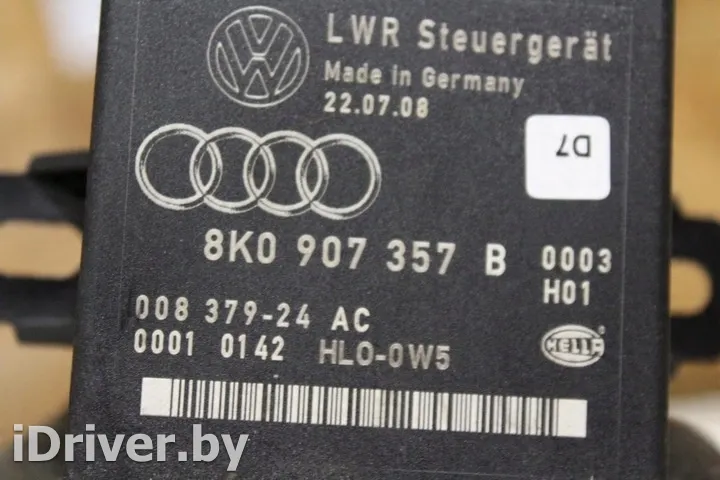 LWR Steuergerät
Made in Germany
22.07.08
D7
8K0 907 357 B 0003
H01
008 379-24 AC
0001 0142 HLO-0W5
HELLA
iDriver.by